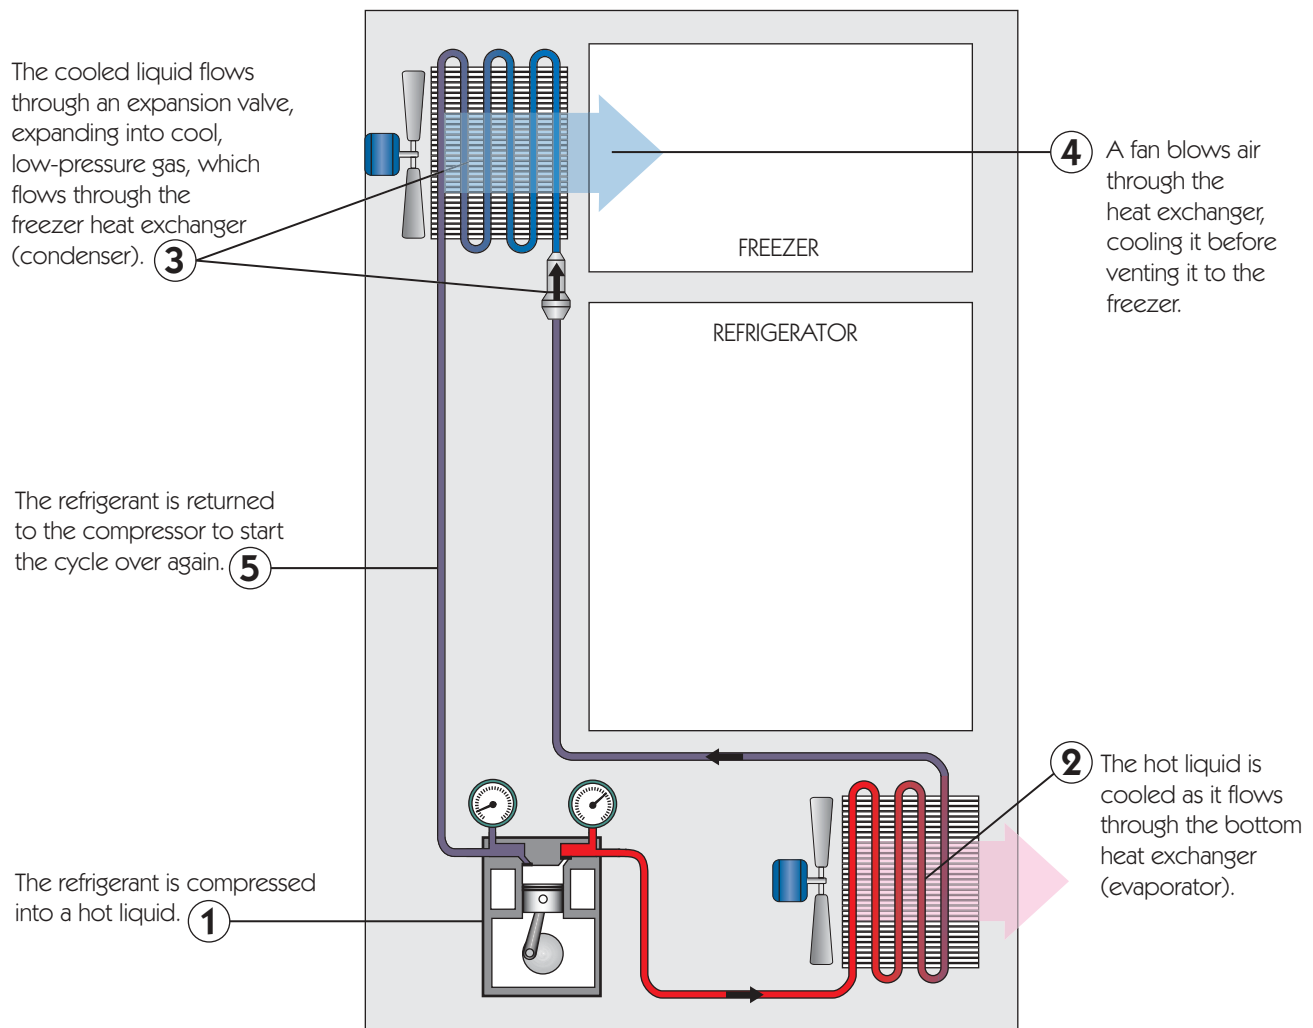 The cooled liquid flows
through an expansion valve,
expanding into cool,
low-pressure gas, which
flows through the
freezer heat exchanger
(condenser). 3
4 A fan blows air
through the
heat exchanger,
cooling it before
venting it to the
freezer.
FREEZER
REFRIGERATOR
The refrigerant is returned
to the compressor to start
the cycle over again. 5
2 The hot liquid is
cooled as it flows
through the bottom
heat exchanger
(evaporator).
The refrigerant is compressed
into a hot liquid. 1